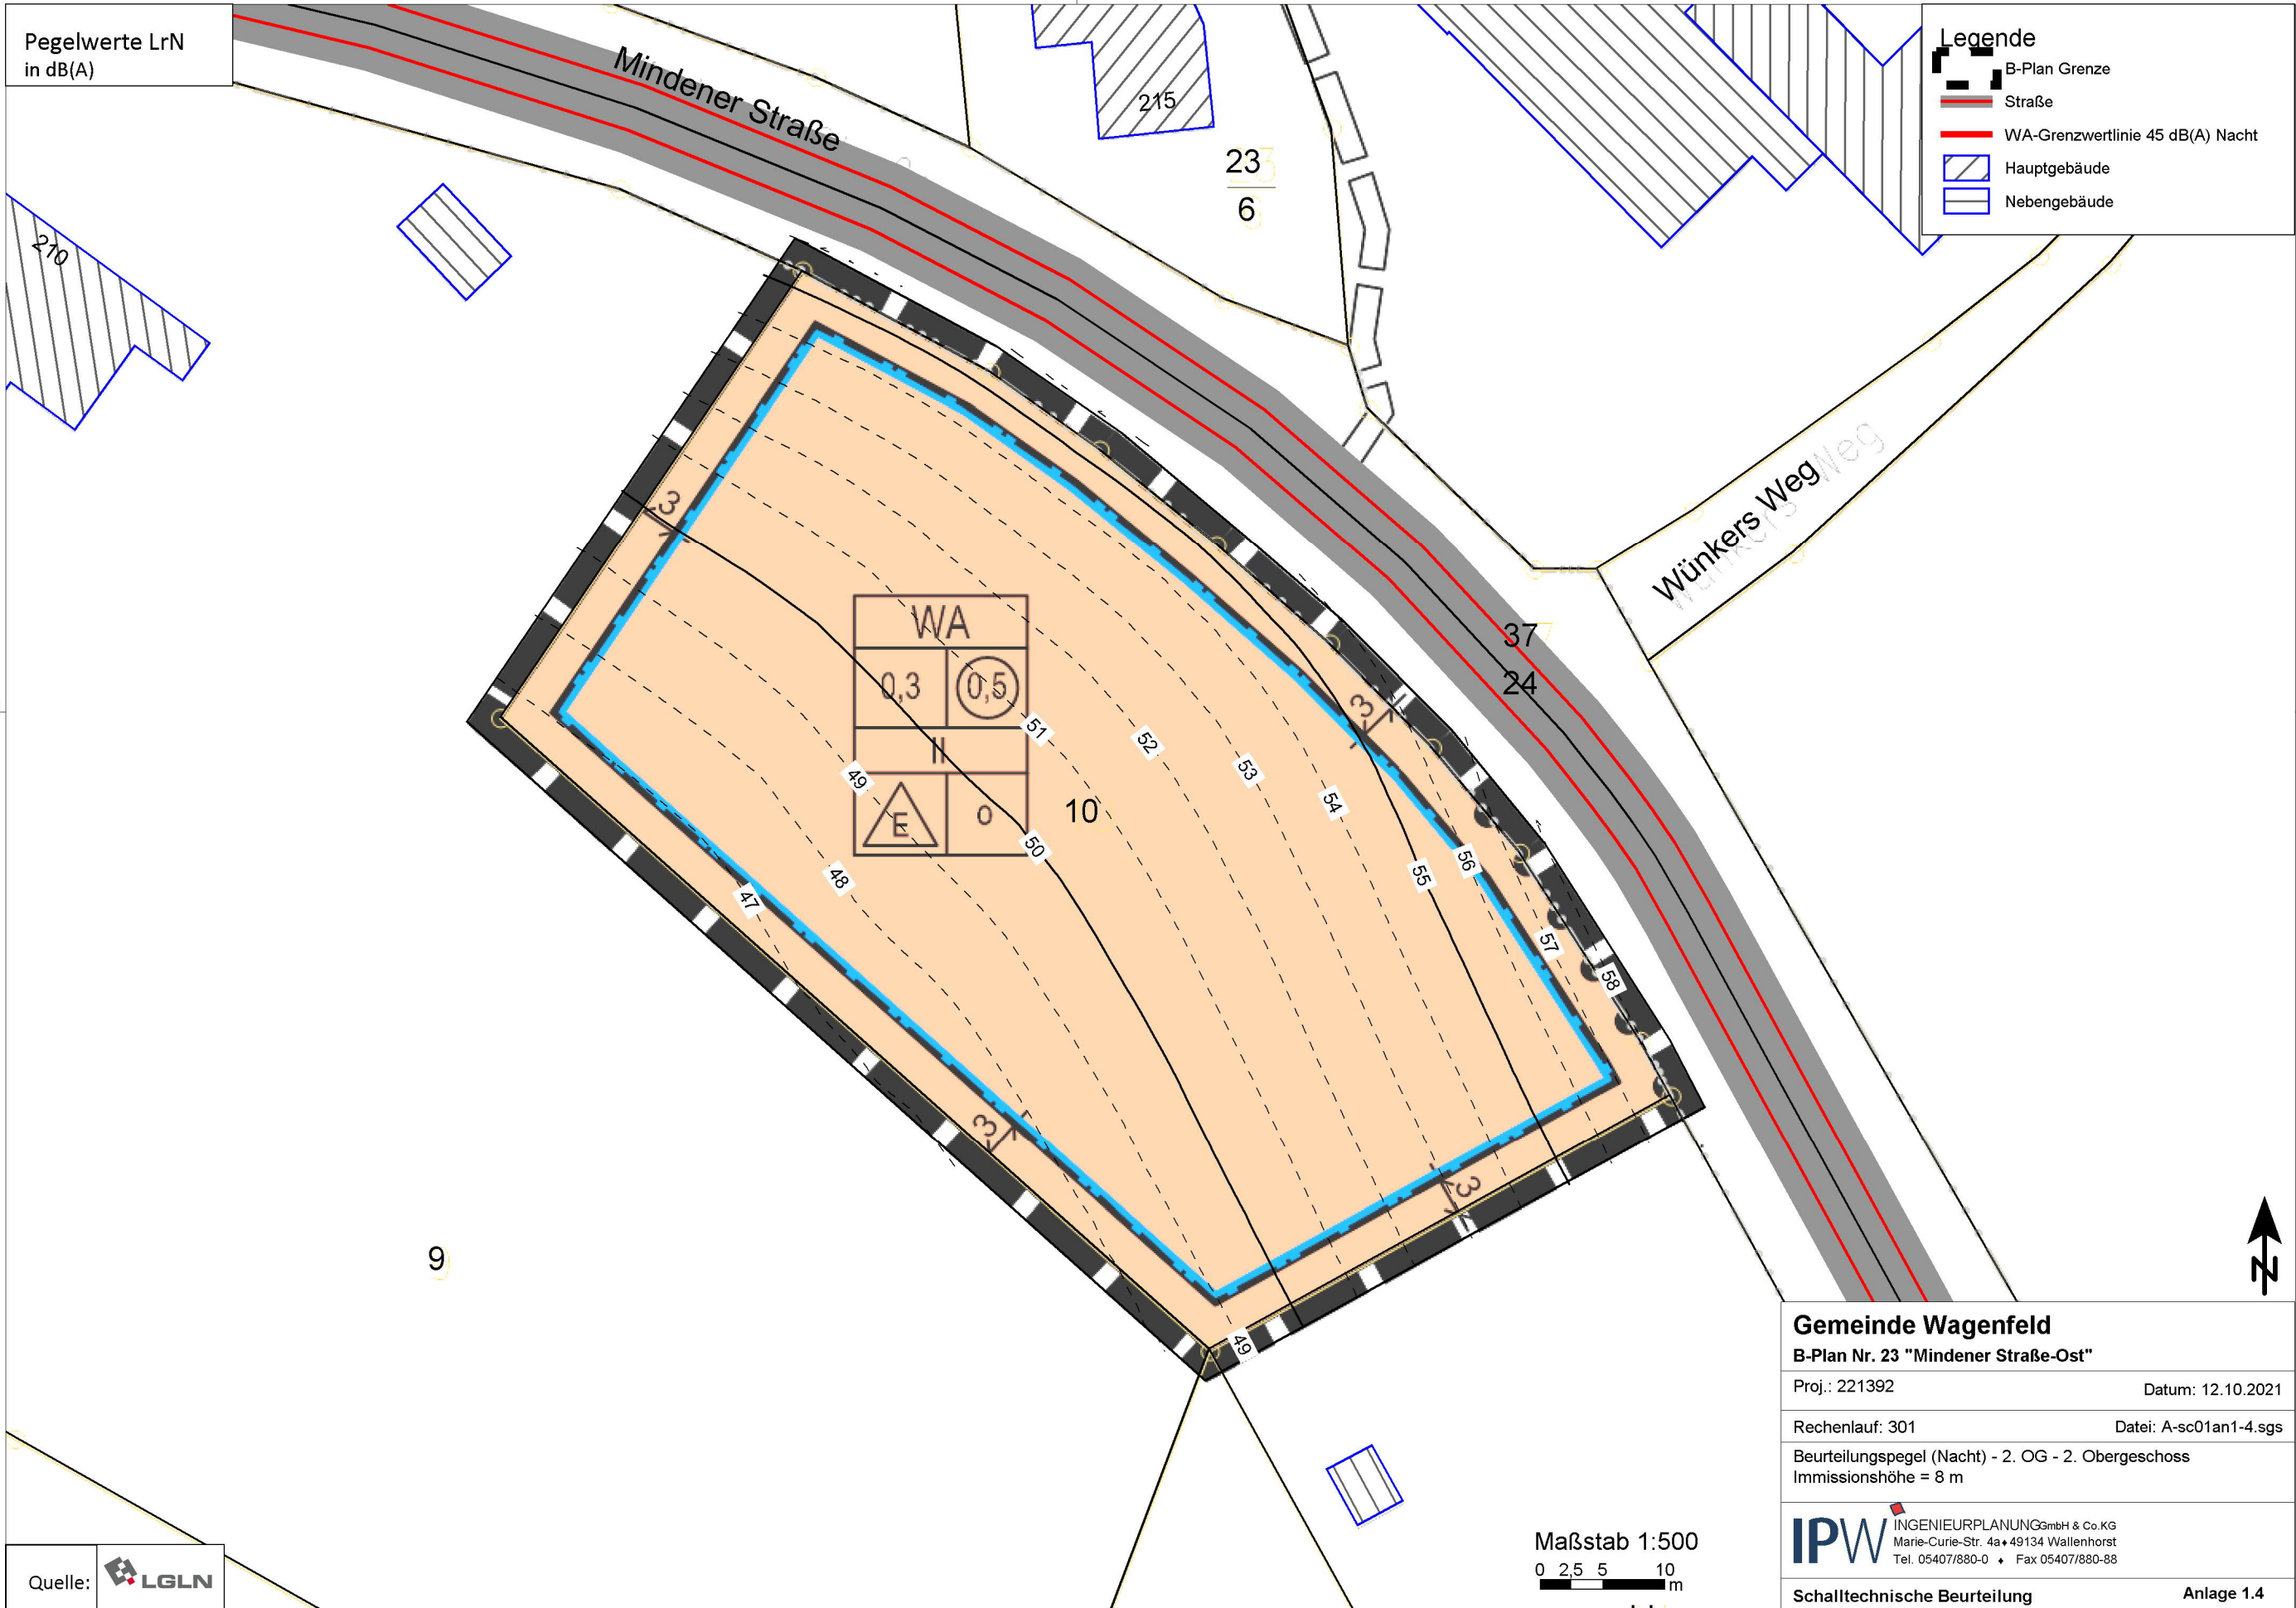 Pegelwerte LrN
in dB(A)
Mindener Straße
215
23
6
210
Legende
B-Plan Grenze
Straße
WA-Grenzwertlinie 45 dB(A) Nacht
Hauptgebäude
Nebengebäude
Wünkers Weg
37
24
3
WA
0,3
0,5
II
E
o
10
3
51
52
53
54
49
50
48
47
55
56
57
58
3
3
49
9
N
Gemeinde Wagenfeld
B-Plan Nr. 23 "Mindener Straße-Ost"
Proj.: 221392
Datum: 12.10.2021
Rechenlauf: 301
Datei: A-sc01an1-4.sgs
Beurteilungspegel (Nacht) - 2. OG - 2. Obergeschoss
Immissionshöhe = 8 m
IPW
INGENIEURPLANUNG GmbH & Co.KG
Marie-Curie-Str. 4a♦49134 Wallenhorst
Tel. 05407/880-0 ♦ Fax 05407/880-88
Schalltechnische Beurteilung
Anlage 1.4
Maßstab 1:500
0 2,5 5 10
m
Quelle:
LGLN